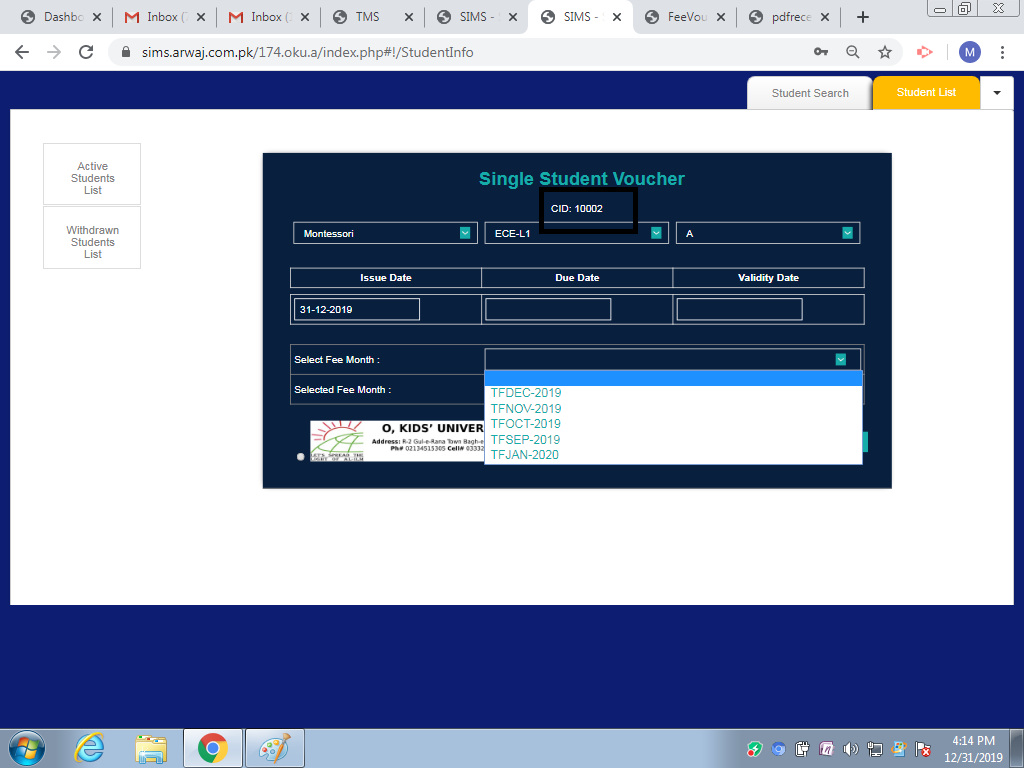 Dashbo
Inbox (
Inbox (
TMS
SIMS -
SIMS -
FeeVou
pdfrece
sims.arwaj.com.pk/174.oku.a/index.php#!/StudentInfo
M
Student Search
Student List
Active
Students
List
Withdrawn
Students
List
Single Student Voucher
CID: 10002
Montessori
ECE-L1
A
Issue Date
Due Date
Validity Date
31-12-2019
Select Fee Month :
Selected Fee Month :
TFDEC-2019
TFNOV-2019
TFOCT-2019
TFSEP-2019
TFJAN-2020
O, KIDS' UNIVER
Address: R-2 Gul-e-Rana Town Bagh-e
Ph# 02134515305 Cell# 03332
LET'S SPREAD THE
LIGHT OF AL-ILM
4:14 PM
12/31/2019